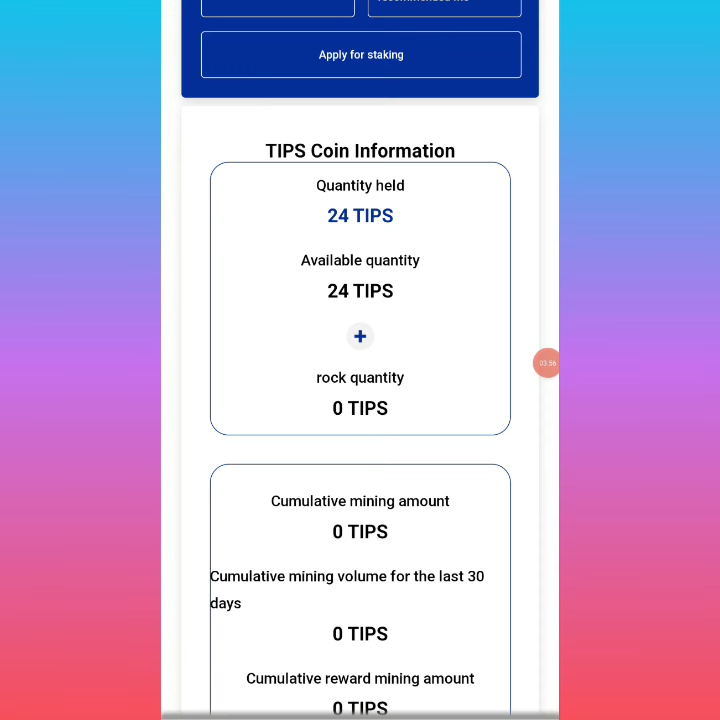 Apply for staking
TIPS Coin Information
Quantity held
24 TIPS
Available quantity
24 TIPS
+
rock quantity
0 TIPS
03:56
Cumulative mining amount
0 TIPS
Cumulative mining volume for the last 30
days
0 TIPS
Cumulative reward mining amount
0 TIPS